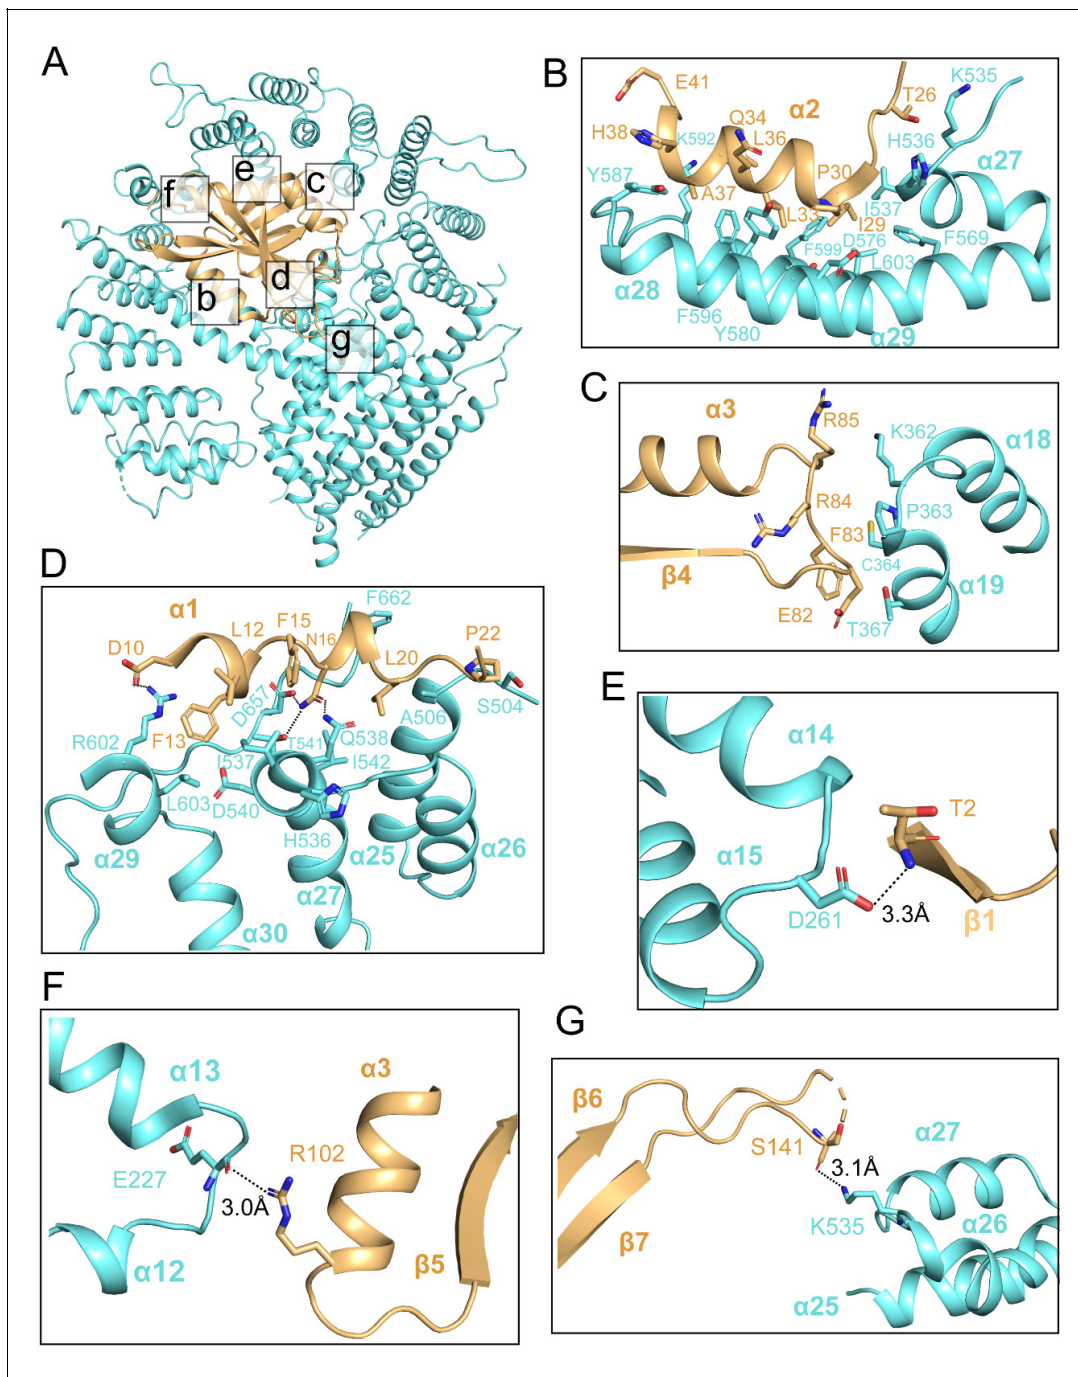 A
e
c
f
d
b
g
B
E41
K535
T26
α2
Q34
H38
K592
L36
H536
α27
P30
Y587
A37
I537
L33
I29
F599
D576
F569
L603
α28
F596
Y580
α29
C
α3
R85
K362
α18
R84
P363
F83
C364
β4
α19
E82
T367
D
F662
α1
L12
F15
N16
P22
D10
L20
D657
S504
A506
R602
F13
T541
Q538
I537
I542
L603
D540
H536
α29
α25
α26
α27
α30
E
α14
T2
α15
D261
3.3Å
β1
F
α13
α3
E227
R102
3.0Å
α12
β5
G
β6
S141
α27
3.1Å
K535
α26
β7
α25